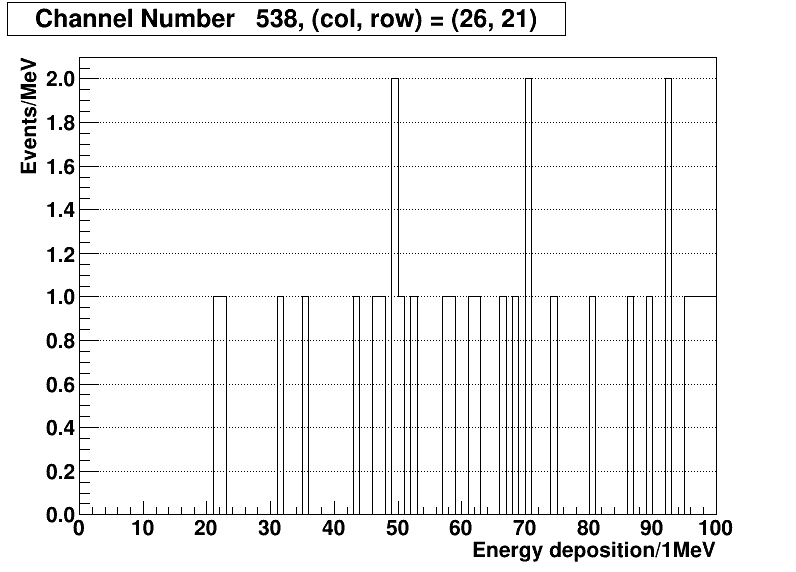 Channel Number 538, (col, row) = (26, 21)
Events/MeV
2.0
1.8
1.6
1.4
1.2
1.0
0.8
0.6
0.4
0.2
0.0
0 10 20 30 40 50 60 70 80 90 100
Energy deposition/1MeV